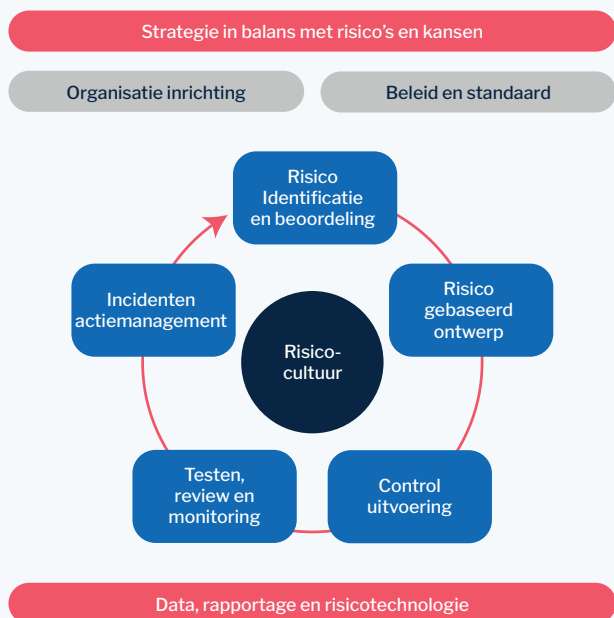 Strategie in balans met risico's en kansen
Organisatie inrichting
Beleid en standaard
Risico
Identificatie
en beoordeling
Risico
gebaseerd
ontwerp
Control
uitvoering
Testen,
review en
monitoring
Incidenten
actiemanagement
Risico-
cultuur
Data, rapportage en risicotechnologie